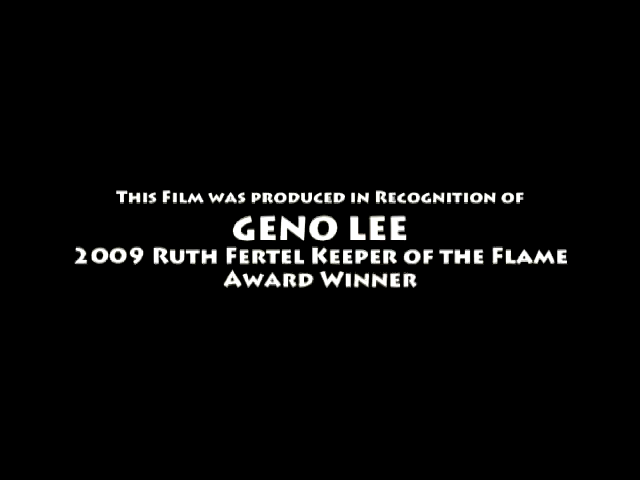 This Film was produced in Recognition of
GENO LEE
2009 Ruth Fertel Keeper of the Flame
Award Winner